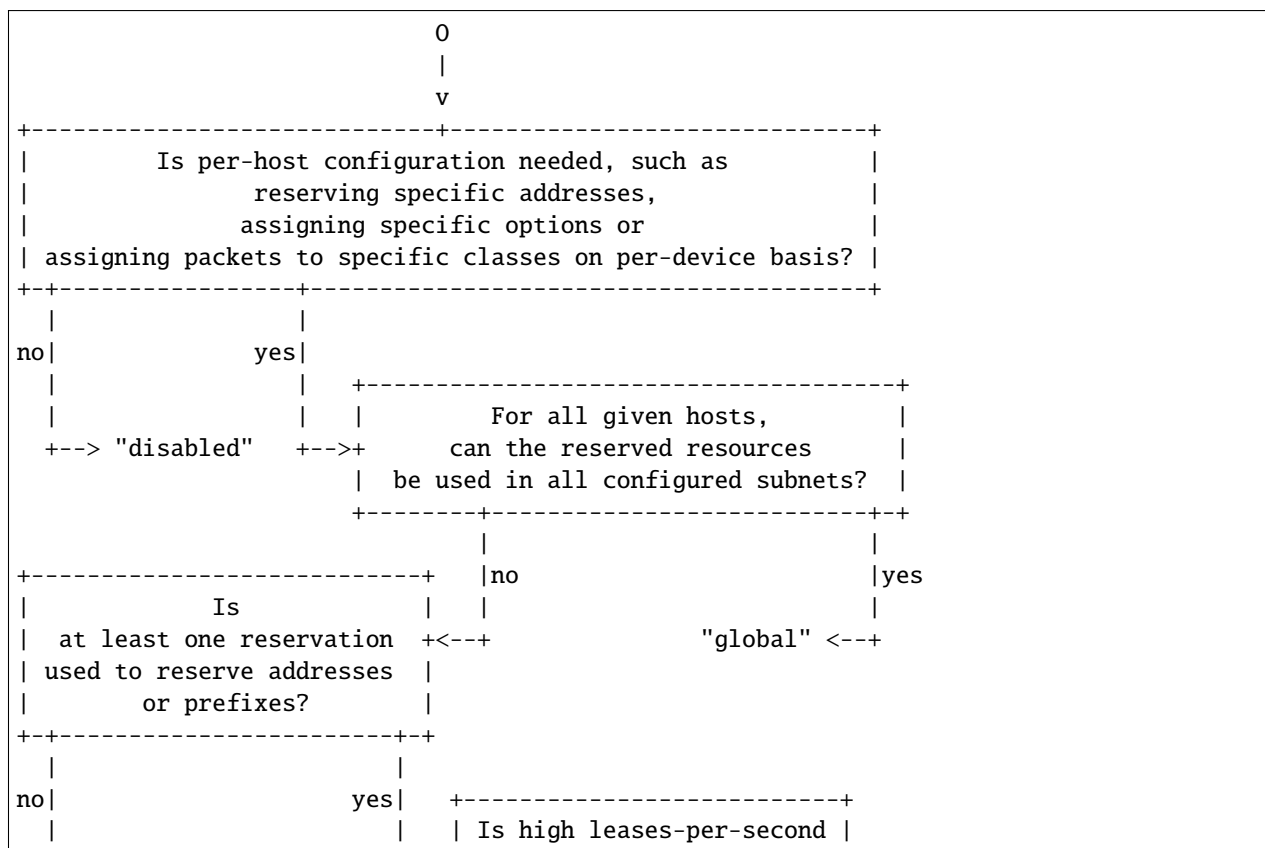 O
                              |
                              v
+-----------------------------+------------------------------+
|         Is per-host configuration needed, such as          |
|                reserving specific addresses,               |
|               assigning specific options or                |
| assigning packets to specific classes on per-device basis? |
+-+-----------------+----------------------------------------+
  |                 |
no|              yes|
  |                 |   +--------------------------------------+
  |                 |   |         For all given hosts,         |
  +--> "disabled"   +-->+      can the reserved resources      |
                        |  be used in all configured subnets?  |
                        +--------+---------------------------+-+
                                 |                           |
+----------------------------+   |no                         |yes
|             Is             |   |                           |
|  at least one reservation  +<--+               "global" <--+
| used to reserve addresses  |
|        or prefixes?        |
+-+------------------------+-+
  |                        |
no|                     yes|   +---------------------------+
  |                        |   | Is high leases-per-second |